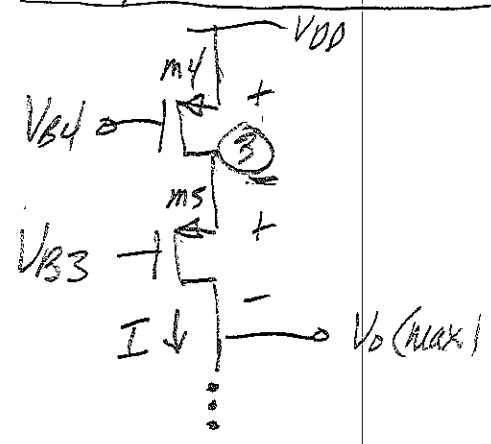 VDD
m4
+
VB4
3
-
m5
+
VB3
-
I ↓
Vo (max)